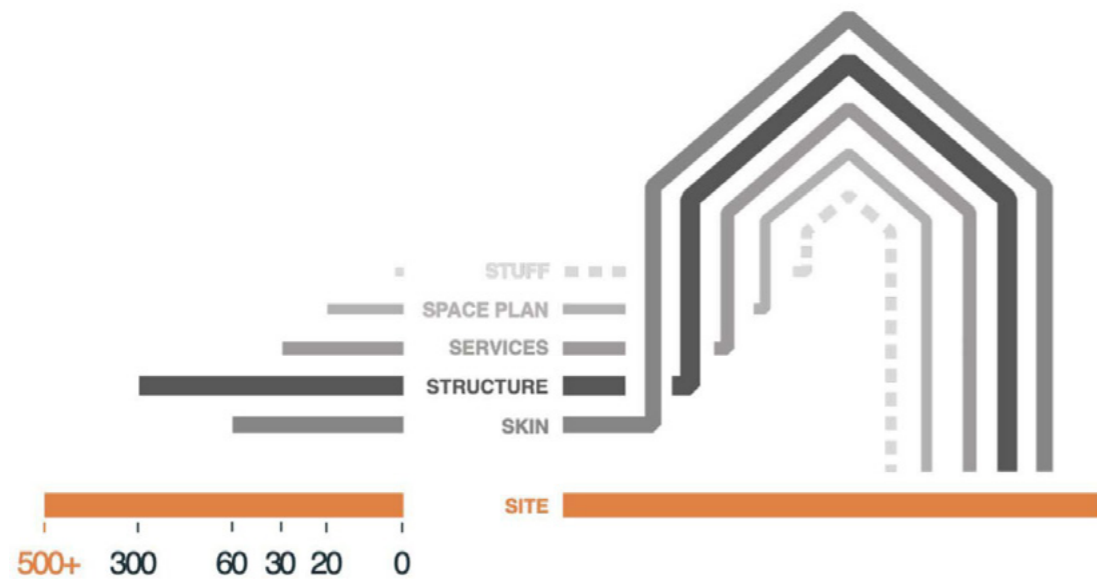 STUFF
SPACE PLAN
SERVICES
STRUCTURE
SKIN
SITE
500+ 300 60 30 20 0